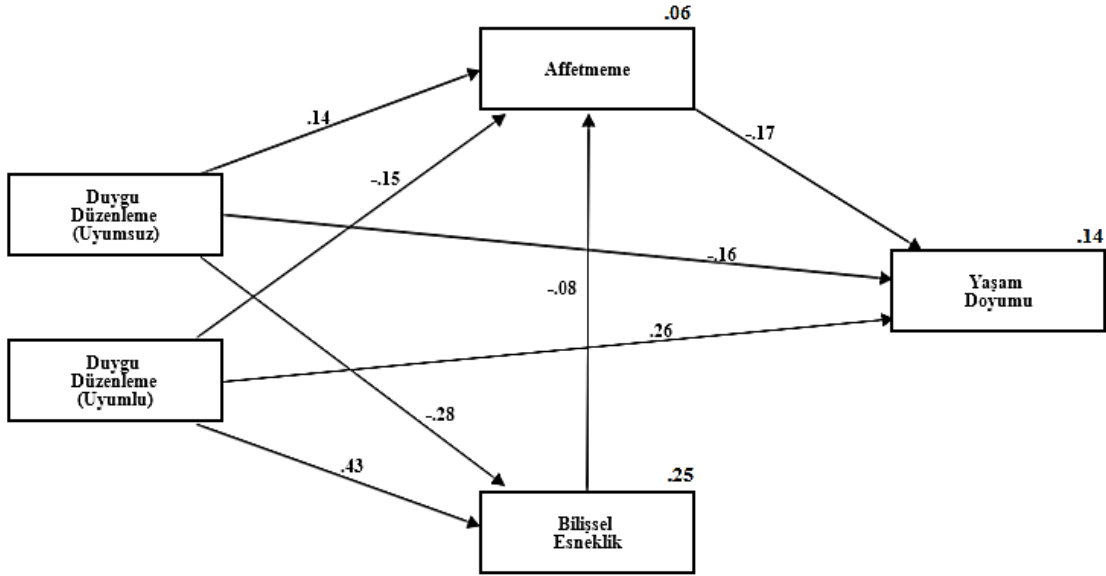 .06
Affetmeme
.14
-.17
-.15
Duygu
Düzenleme
(Uyumsuz)
.14
-.16
Yaşam
Doyumu
-.08
.26
Duygu
Düzenleme
(Uyumlu)
-.28
.43
.25
Bilişsel
Esneklik